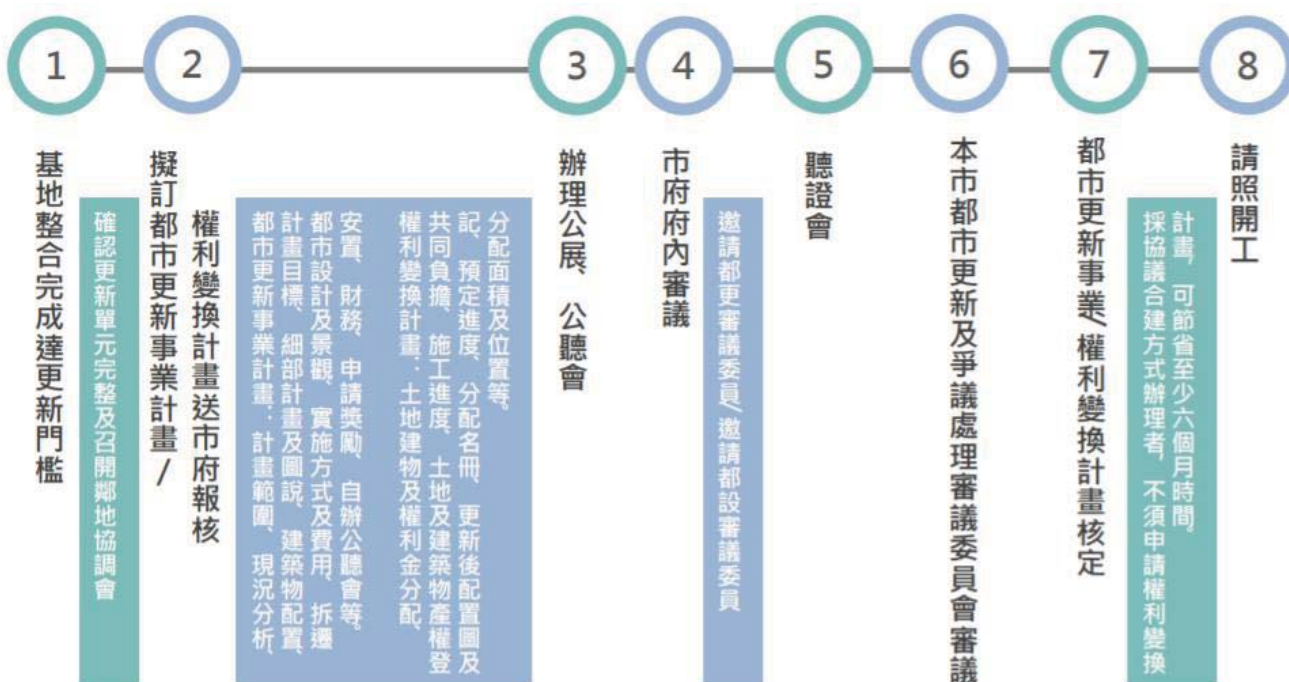 1
基地整合完成達更新門檻
確認更新單元完整及召開鄰地協調會
2
擬訂都市更新事業計畫/
權利變換計畫送市府報核
都市更新事業計畫：計畫範圍、現況分析、
計畫目標、細部計畫及圖說、建築物配置、
都市設計及景觀、實施方式及費用、拆遷
安置、財務、申請獎勵、自辦公聽會等。
權利變換計畫：土地建物及權利金分配、
共同負擔、施工進度、土地及建築物產權登
記、預定進度、分配名冊、更新後配置圖及
分配面積及位置等。
3
辦理公展、公聽會
4
市府府內審議
邀請都更審議委員/邀請都設審議委員
5
聽證會
6
本市都市更新及爭議處理審議委員會審議
7
都市更新事業/權利變換計畫核定
採協議合建方式辦理者，不須申請權利變換
計畫，可節省至少六個月時間。
8
請照開工